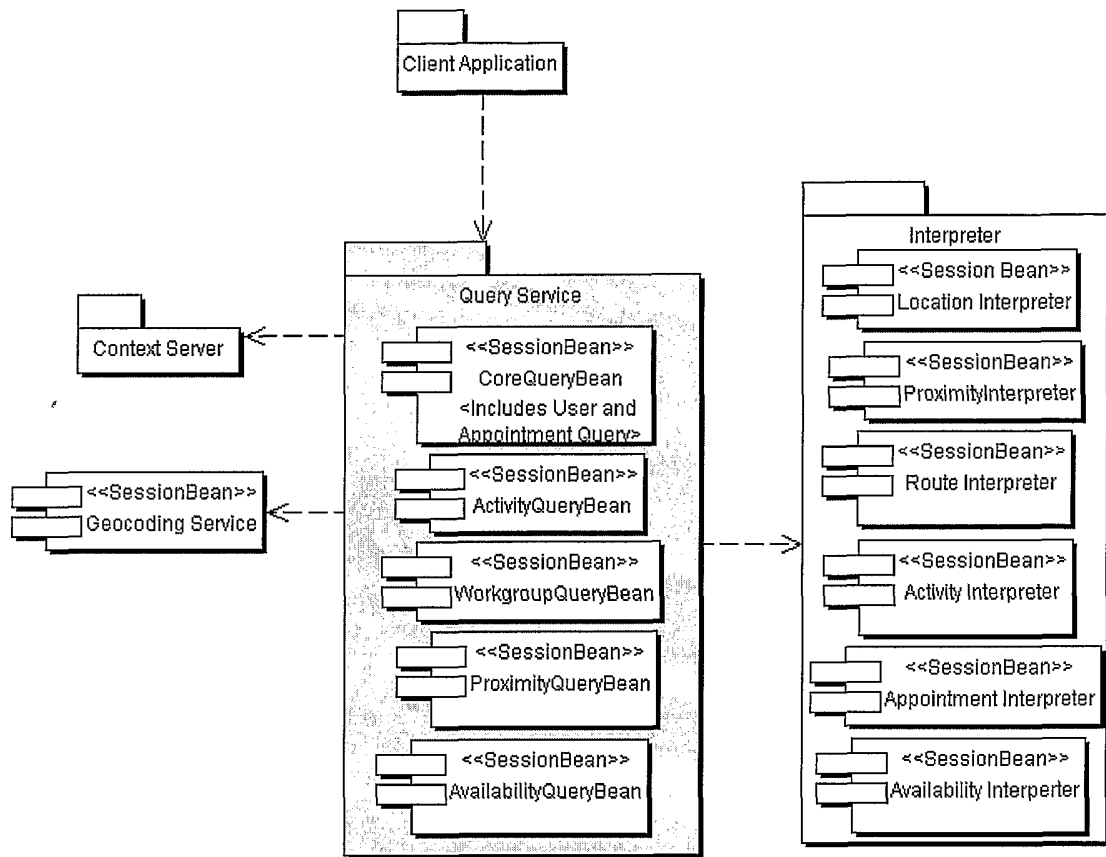 Client Application
Query Service
<<SessionBean>>
CoreQueryBean
<Includes User and
Appointment Query>
<<SessionBean>>
ActivityQueryBean
<<SessionBean>>
WorkgroupQueryBean
<<SessionBean>>
ProximityQueryBean
<<SessionBean>>
AvailabilityQueryBean
Context Server
<<SessionBean>>
Geocoding Service
Interpreter
<<Session Bean>>
Location Interpreter
<<SessionBean>>
ProximityInterpreter
<<SessionBean>>
Route Interpreter
<<SessionBean>>
Activity Interpreter
<<SessionBean>>
Appointment Interpreter
<<SessionBean>>
Availability Interperter